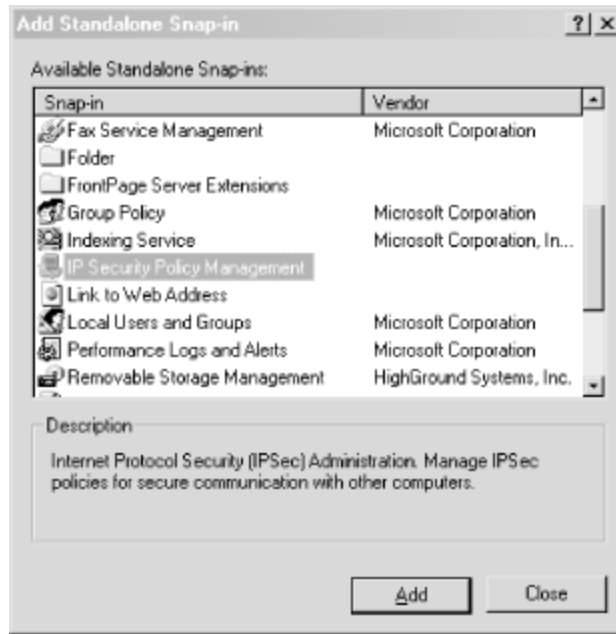 Add Standalone Snap-in
Available Standalone Snap-ins:
Snap-in Vendor
Fax Service Management Microsoft Corporation
Folder
FrontPage Server Extensions
Group Policy Microsoft Corporation
Indexing Service Microsoft Corporation, In...
IP Security Policy Management
Link to Web Address
Local Users and Groups Microsoft Corporation
Performance Logs and Alerts Microsoft Corporation
Removable Storage Management HighGround Systems, Inc.
Description
Internet Protocol Security (IPSec) Administration. Manage IPSec
policies for secure communication with other computers.
Add Close